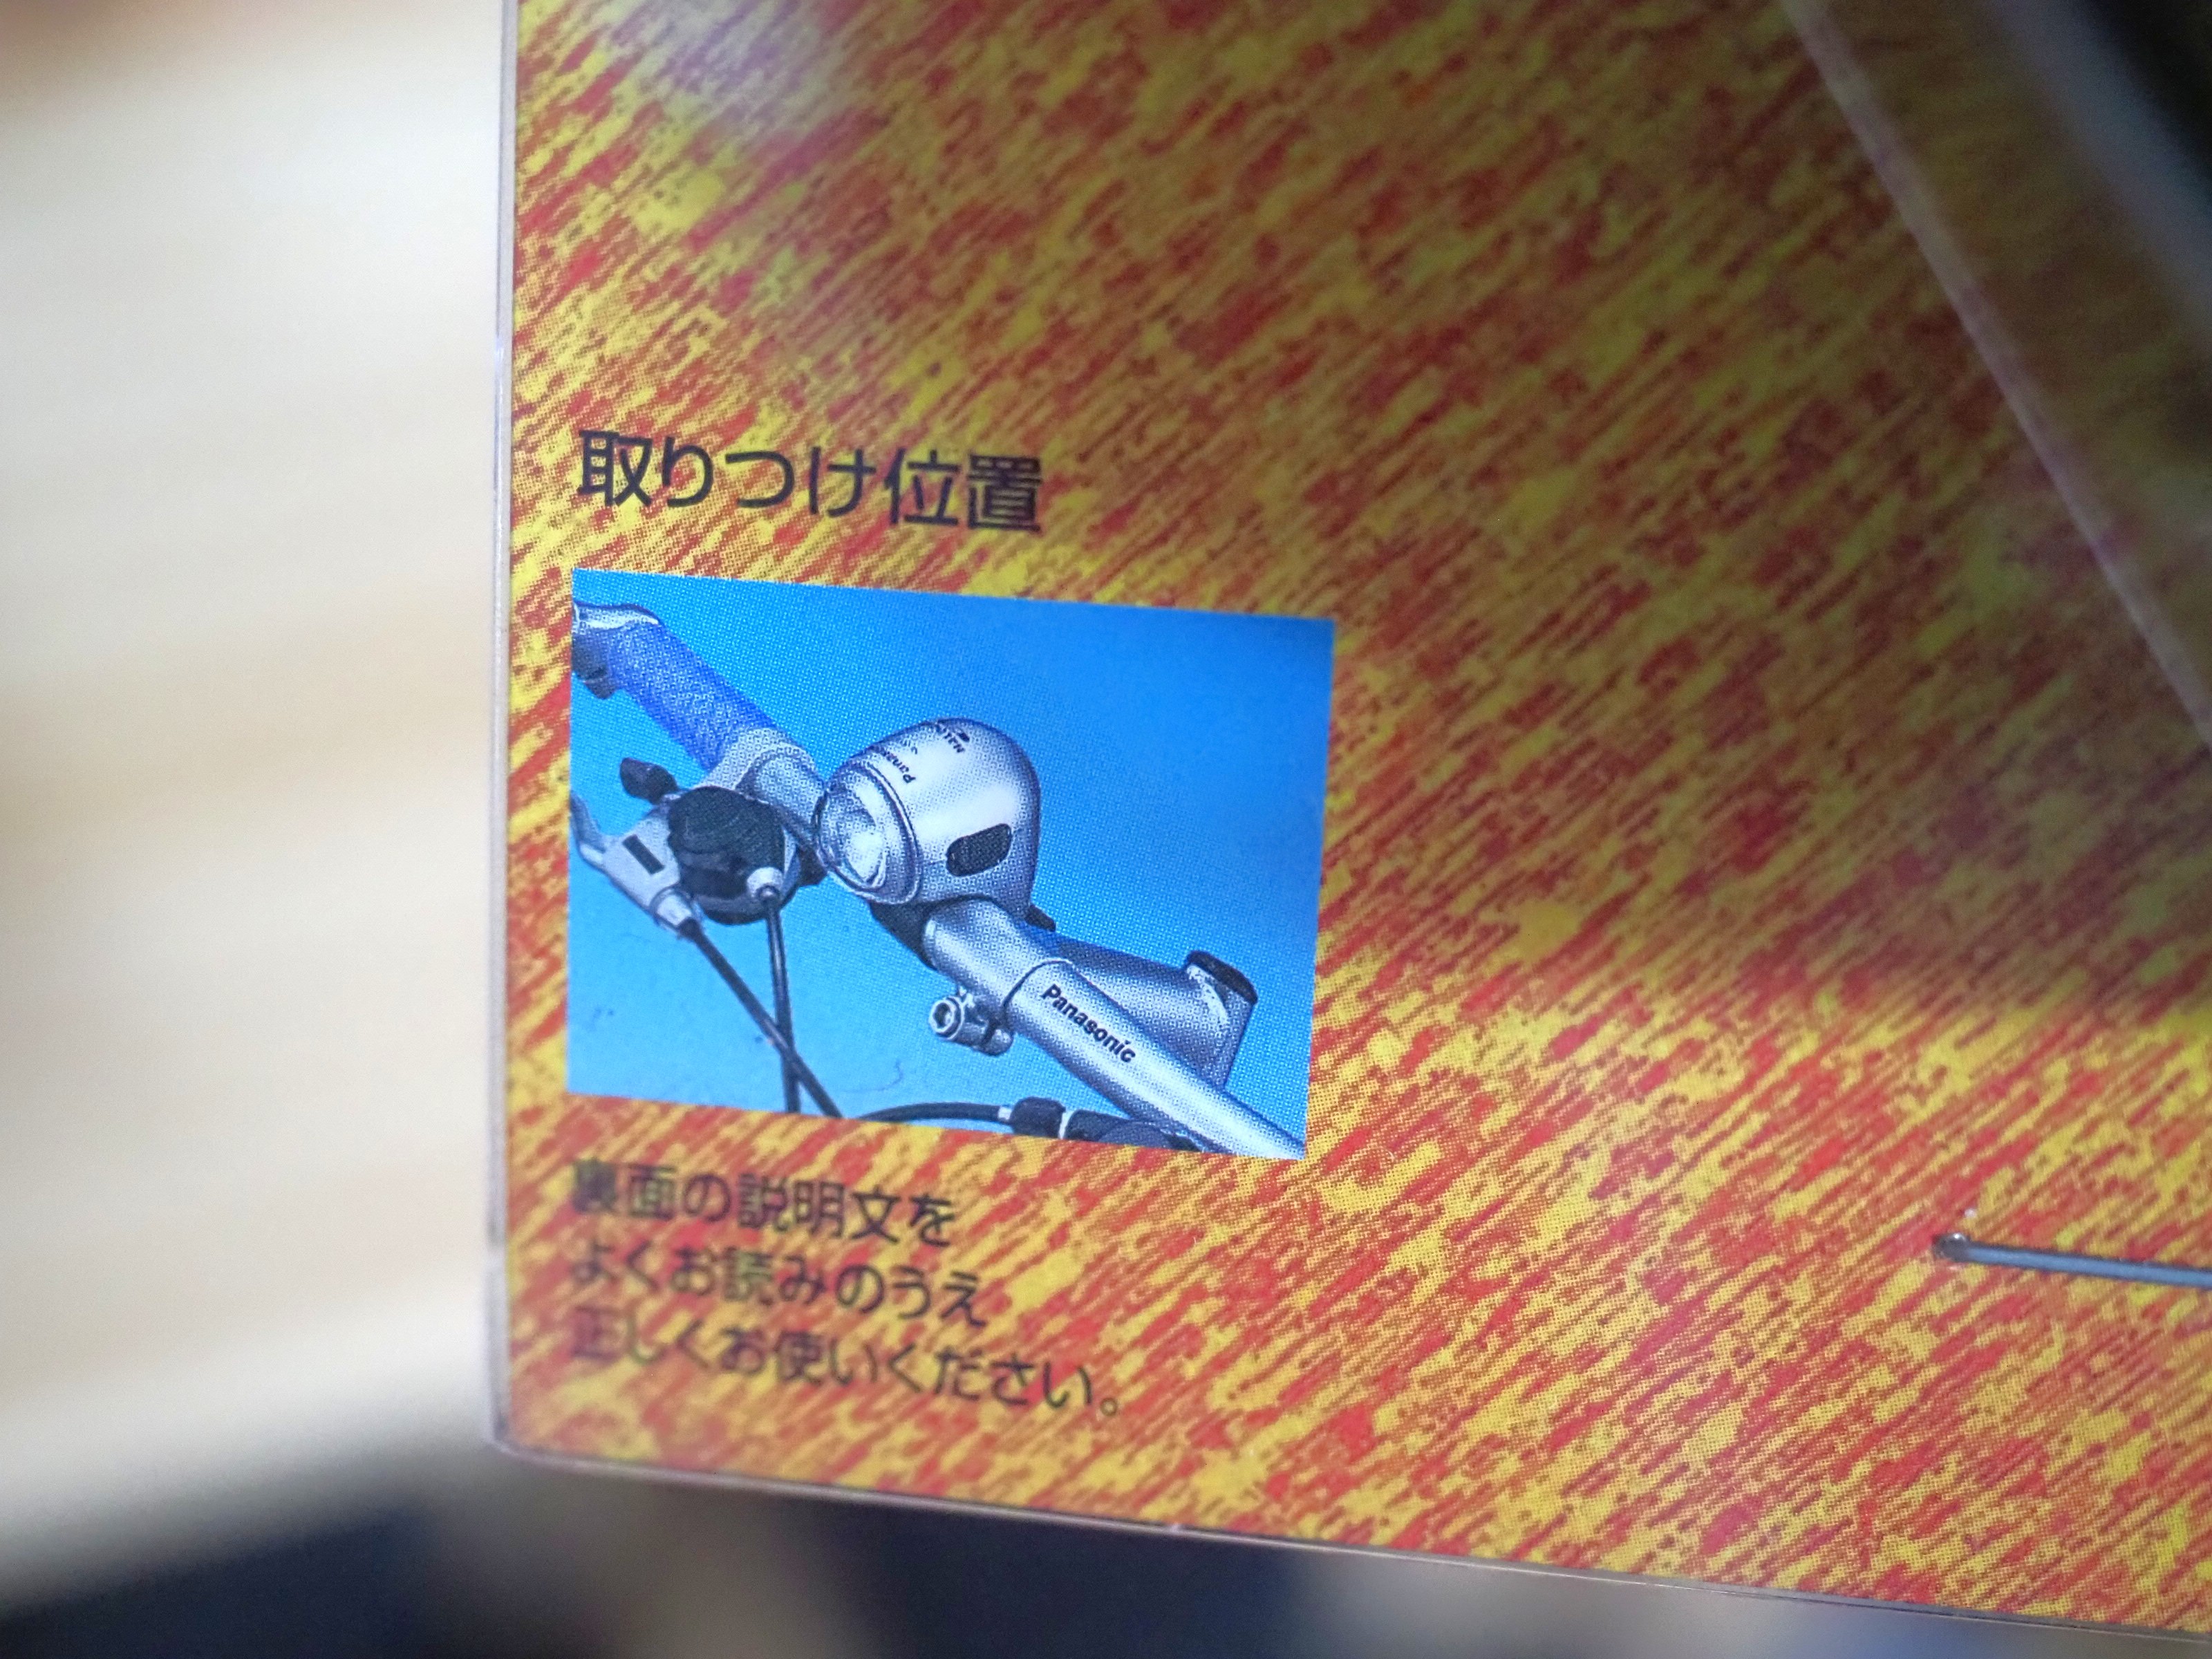 取りつけ位置
Panasonic
裏面の説明文を
よくお読みのうえ
正しくお使いください。